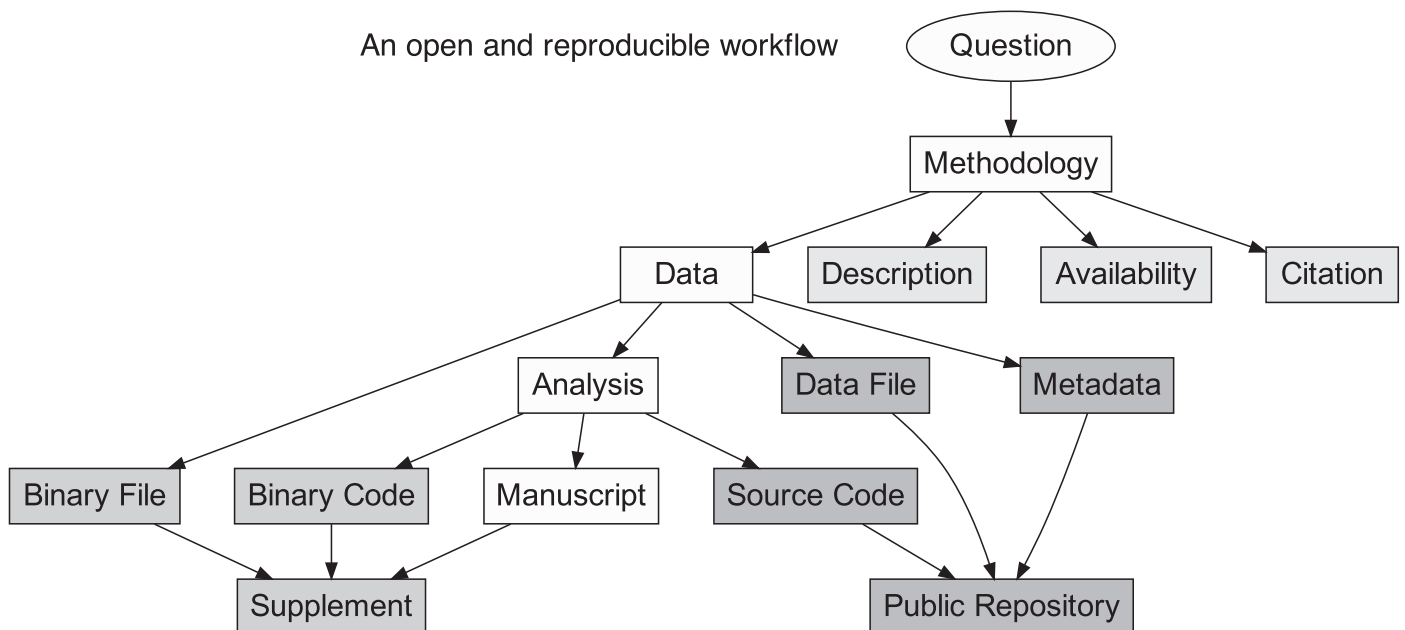 An open and reproducible workflow
Question
Methodology
Data
Description
Availability
Citation
Analysis
Data File
Metadata
Binary File
Binary Code
Manuscript
Source Code
Supplement
Public Repository